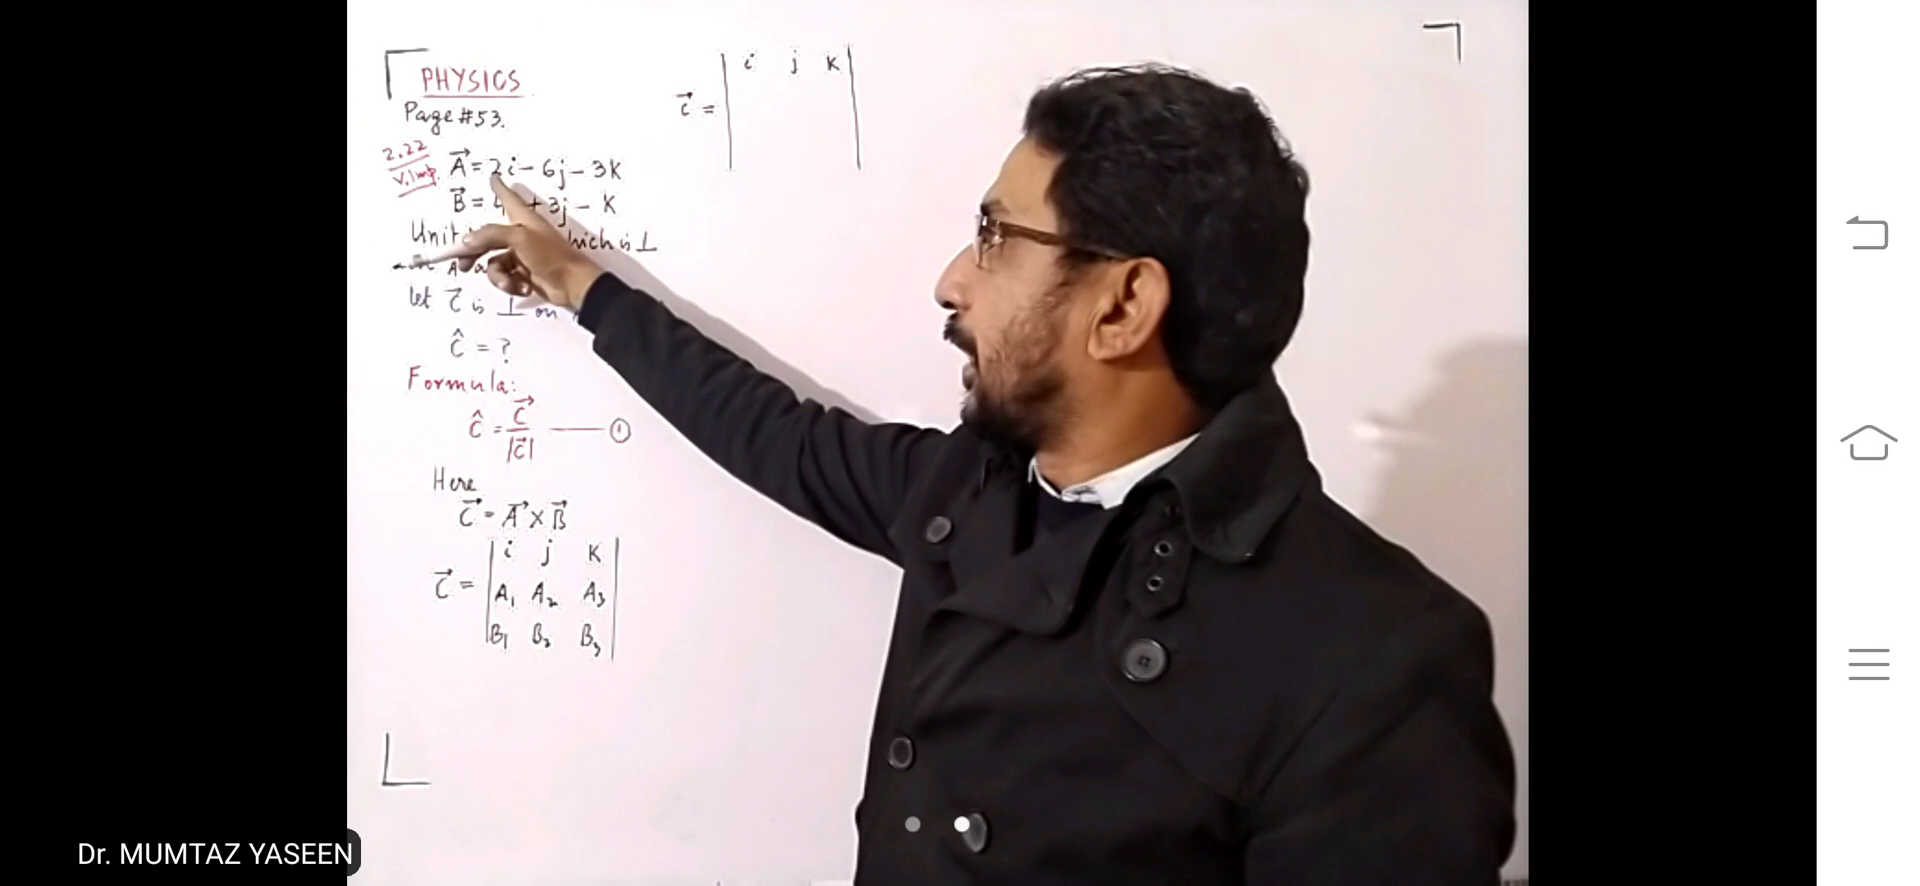 PHYSICS
Page #53.
2.22
V.Imp.
A⃗ = 2i - 6j - 3K
B⃗ = 4 + 3j - K
Unit which is ⊥
A
let C⃗ is ⊥ on
Ĉ = ?
Formula:
Ĉ = C⃗ / |C⃗| —— ①
Here
C⃗ = A⃗ × B⃗
i j K
C⃗ = A₁ A₂ A₃
B₁ B₂ B₃
i j K
C⃗ =
Dr. MUMTAZ YASEEN